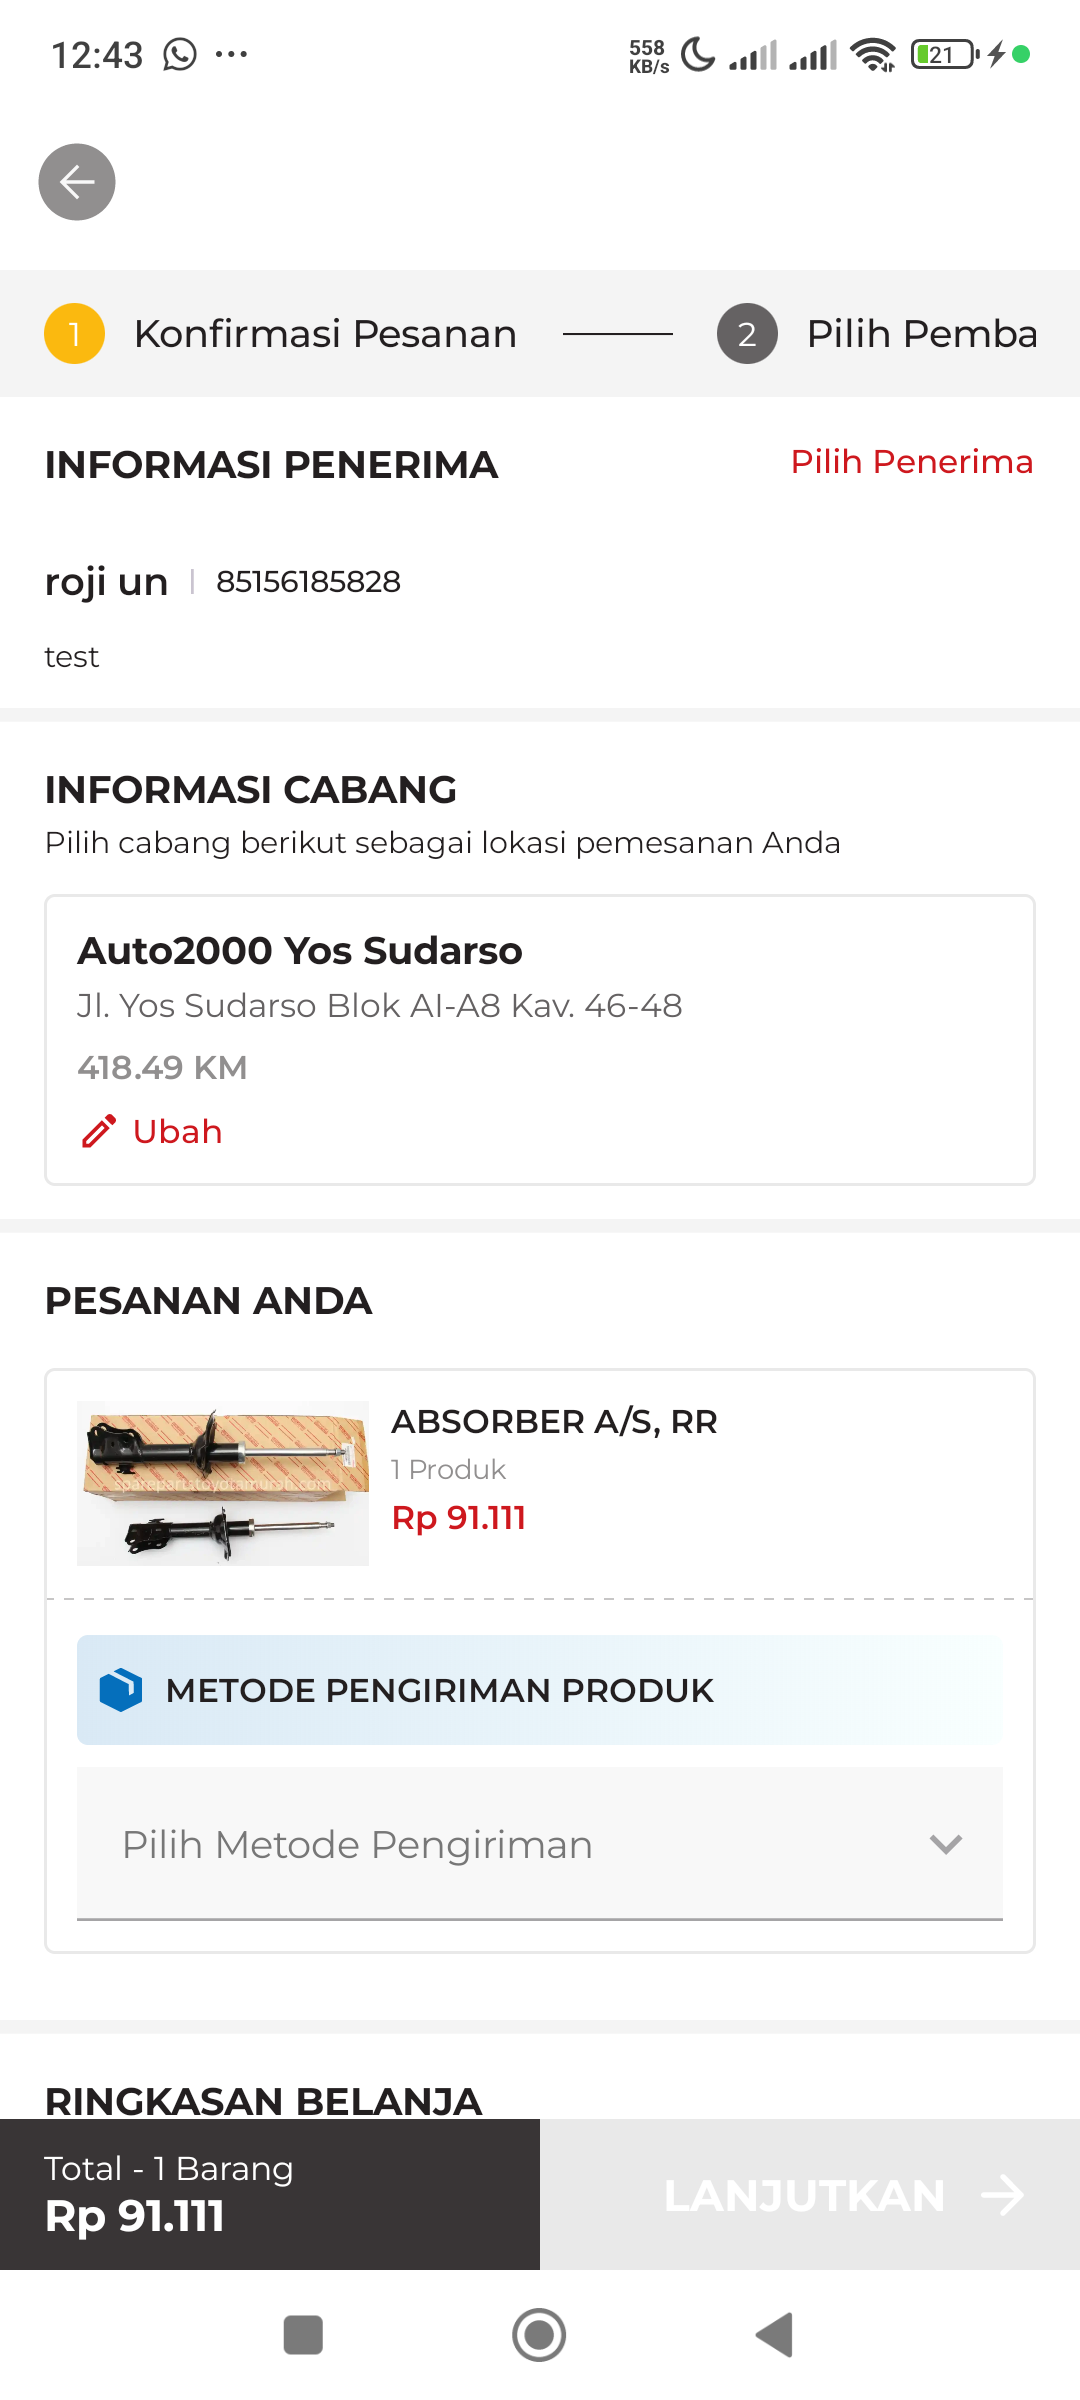 12:43
558
KB/s
21
1 Konfirmasi Pesanan
2 Pilih Pemba
INFORMASI PENERIMA
Pilih Penerima
roji un | 85156185828
test
INFORMASI CABANG
Pilih cabang berikut sebagai lokasi pemesanan Anda
Auto2000 Yos Sudarso
Jl. Yos Sudarso Blok AI-A8 Kav. 46-48
418.49 KM
Ubah
PESANAN ANDA
sparepartstoyotamurah.com
ABSORBER A/S, RR
1 Produk
Rp 91.111
METODE PENGIRIMAN PRODUK
Pilih Metode Pengiriman
RINGKASAN BELANJA
Total - 1 Barang
Rp 91.111
LANJUTKAN